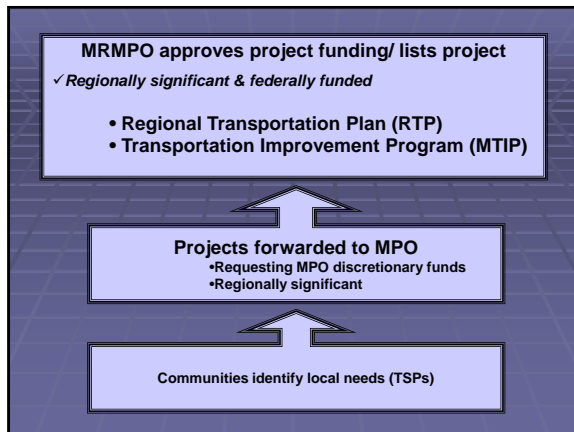 MRMPO approves project funding/ lists project
✓Regionally significant & federally funded
• Regional Transportation Plan (RTP)
• Transportation Improvement Program (MTIP)
Projects forwarded to MPO
•Requesting MPO discretionary funds
•Regionally significant
Communities identify local needs (TSPs)